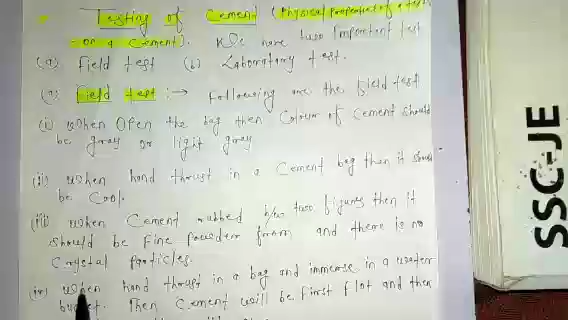 Testing of Cement (Physical Properties of a test
on a Cement). We have two Important test
(a) Field test (b) Laboratory test.
(a) Field test :→ Following are the field test
(i) When Open the bag then Colour of Cement should
be gray or light gray
(ii) When hand thrust in a Cement bag then it should
be Cool.
(iii) When Cement rubbed b/w two figures then it
should be Fine Powder form and there is no
Crystal Particles.
(iv) When hand thrust in a bag and immerse in a water
bucket. Then Cement will be First flot and then
SSC-JE